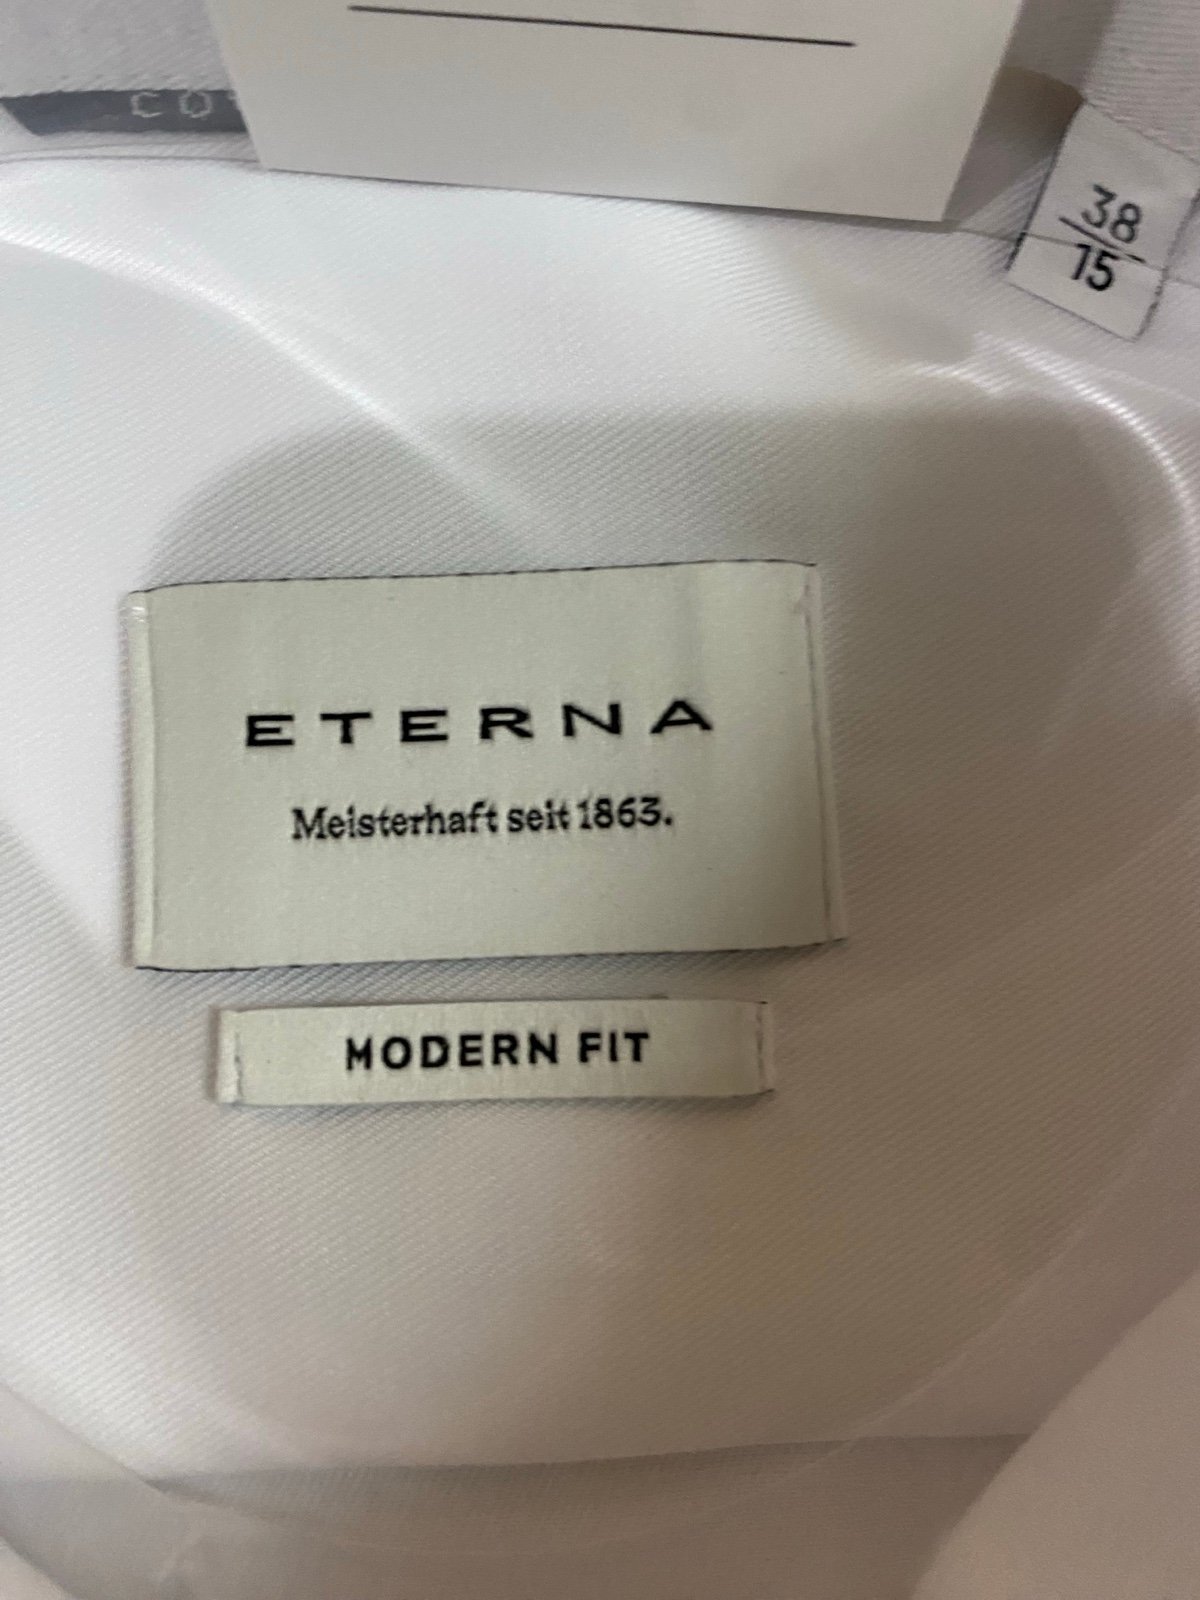 38
15
ETERNA
Meisterhaft seit 1863.
MODERN FIT